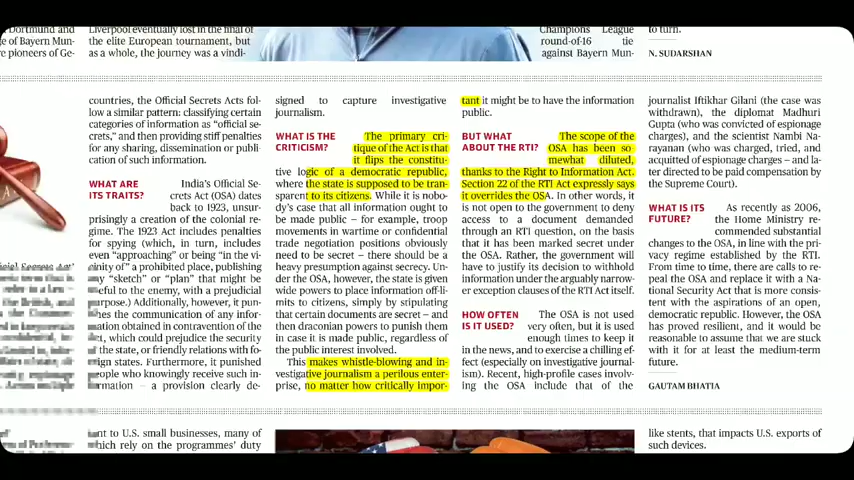 Dortmund and
ge of Bayern Mun-
e pioneers of Ge-
Liverpool eventually lost in the final of
the elite European tournament, but
as a whole, the journey was a vindi-
Champions League
round-of-16 tie
against Bayern Mun-
to turn.
N. SUDARSHAN
countries, the Official Secrets Acts fol-
low a similar pattern: classifying certain
categories of information as “official se-
crets,” and then providing stiff penalties
for any sharing, dissemination or publi-
cation of such information.
WHAT ARE
ITS TRAITS?
India’s Official Se-
crets Act (OSA) dates
back to 1923, unsur-
prisingly a creation of the colonial re-
gime. The 1923 Act includes penalties
for spying (which, in turn, includes
even “approaching” or being “in the vi-
cinity of” a prohibited place, publishing
any “sketch” or “plan” that might be
useful to the enemy, with a prejudicial
purpose.) Additionally, however, it pun-
ishes the communication of any infor-
mation obtained in contravention of the
Act, which could prejudice the security
of the state, or friendly relations with fo-
reign states. Furthermore, it punished
people who knowingly receive such in-
formation – a provision clearly de-
signed to capture investigative
journalism.
WHAT IS THE
CRITICISM?
The primary cri-
tique of the Act is that
it flips the constitu-
tive logic of a democratic republic,
where the state is supposed to be tran-
sparent to its citizens. While it is nobo-
dy’s case that all information ought to
be made public – for example, troop
movements in wartime or confidential
trade negotiation positions obviously
need to be secret – there should be a
heavy presumption against secrecy. Un-
der the OSA, however, the state is given
wide powers to place information off-li-
mits to citizens, simply by stipulating
that certain documents are secret – and
then draconian powers to punish them
in case it is made public, regardless of
the public interest involved.
This makes whistle-blowing and in-
vestigative journalism a perilous enter-
prise, no matter how critically impor-
tant it might be to have the information
public.
BUT WHAT
ABOUT THE RTI?
The scope of the
OSA has been so-
mewhat diluted,
thanks to the Right to Information Act.
Section 22 of the RTI Act expressly says
it overrides the OSA. In other words, it
is not open to the government to deny
access to a document demanded
through an RTI question, on the basis
that it has been marked secret under
the OSA. Rather, the government will
have to justify its decision to withhold
information under the arguably narrow-
er exception clauses of the RTI Act itself.
HOW OFTEN
IS IT USED?
The OSA is not used
very often, but it is used
enough times to keep it
in the news, and to exercise a chilling ef-
fect (especially on investigative journal-
ism). Recent, high-profile cases involv-
ing the OSA include that of the
journalist Iftikhar Gilani (the case was
withdrawn), the diplomat Madhuri
Gupta (who was convicted of espionage
charges), and the scientist Nambi Na-
rayanan (who was charged, tried, and
acquitted of espionage charges – and la-
ter directed to be paid compensation by
the Supreme Court).
WHAT IS ITS
FUTURE?
As recently as 2006,
the Home Ministry re-
commended substantial
changes to the OSA, in line with the pri-
vacy regime established by the RTI.
From time to time, there are calls to re-
peal the OSA and replace it with a Na-
tional Security Act that is more consis-
tent with the aspirations of an open,
democratic republic. However, the OSA
has proved resilient, and it would be
reasonable to assume that we are stuck
with it for at least the medium-term
future.
GAUTAM BHATIA
to U.S. small businesses, many of
which rely on the programmes’ duty
like stents, that impacts U.S. exports of
such devices.